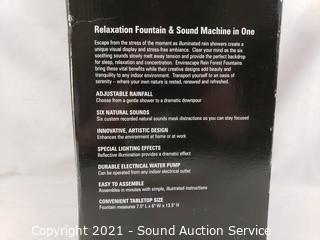 Relaxation Fountain & Sound Machine in One
Escape from the stress of the moment as illuminated rain showers create a
unique visual display and stress-free ambiance. Clear your mind as the six
soothing sounds slowly melt away tension and provide the perfect backdrop
for sleep, relaxation and concentration. Enviroscape Rain Forest Fountains
bring these vital benefits while their creative designs add beauty and
tranquility to any indoor environment. Transport yourself to an oasis of
serenity - where your own nature is rested, renewed and refreshed.
ADJUSTABLE RAINFALL
Choose from a gentle shower to a dramatic downpour
SIX NATURAL SOUNDS
Six custom recorded natural sounds mask distractions so you can stay focused
INNOVATIVE, ARTISTIC DESIGN
Enhances the environment at home or at work
SPECIAL LIGHTING EFFECTS
Reflective illumination provides a dramatic effect
DURABLE ELECTRICAL WATER PUMP
Can be operated from any indoor electrical outlet
EASY TO ASSEMBLE
Assembles in minutes with simple, illustrated instructions
CONVENIENT TABLETOP SIZE
Fountain measures 7.5" L x 6" W x 13.5" H
Copyright 2021 - Sound Auction Service